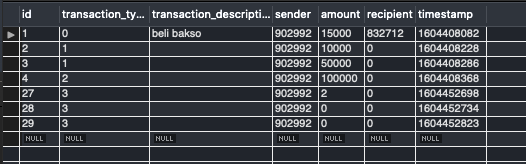 id transaction_ty... transaction_descripti... sender amount recipient timestamp
1 0 beli bakso 902992 15000 832712 1604408082
2 1 902992 10000 0 1604408228
3 1 902992 50000 0 1604408286
4 2 902992 100000 0 1604408368
27 3 902992 2 0 1604452698
28 3 902992 0 0 1604452734
29 3 902992 0 0 1604452823
NULL NULL NULL NULL NULL NULL NULL